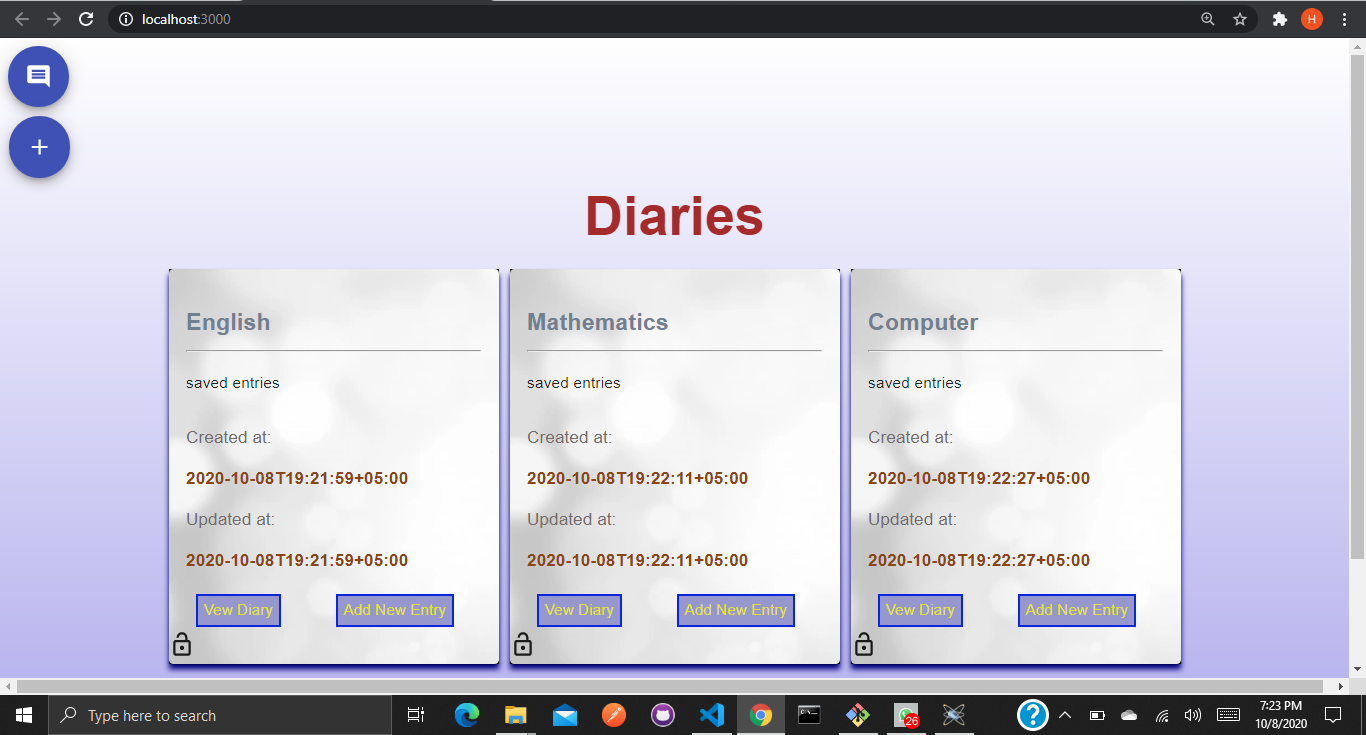 localhost:3000
H
Diaries
English
Mathematics
Computer
saved entries
saved entries
saved entries
Created at:
Created at:
Created at:
2020-10-08T19:21:59+05:00
2020-10-08T19:22:11+05:00
2020-10-08T19:22:27+05:00
Updated at:
Updated at:
Updated at:
2020-10-08T19:21:59+05:00
2020-10-08T19:22:11+05:00
2020-10-08T19:22:27+05:00
Vew Diary Add New Entry
Vew Diary Add New Entry
Vew Diary Add New Entry
Type here to search
26
?
7:23 PM
10/8/2020